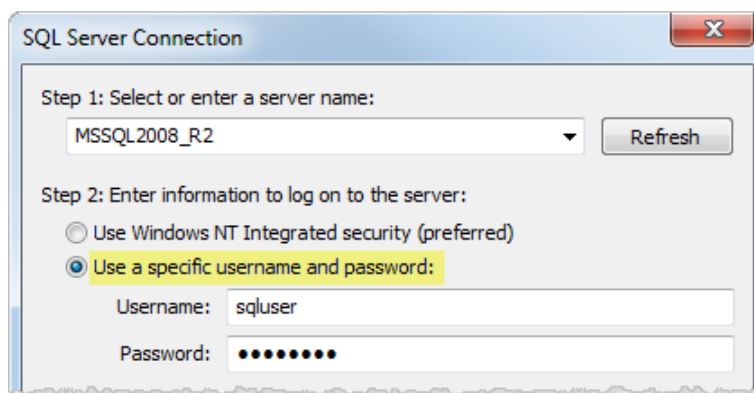 SQL Server Connection
Step 1: Select or enter a server name:
MSSQL2008_R2
Refresh
Step 2: Enter information to log on to the server:
Use Windows NT Integrated security (preferred)
Use a specific username and password:
Username: sqluser
Password: ●●●●●●●●